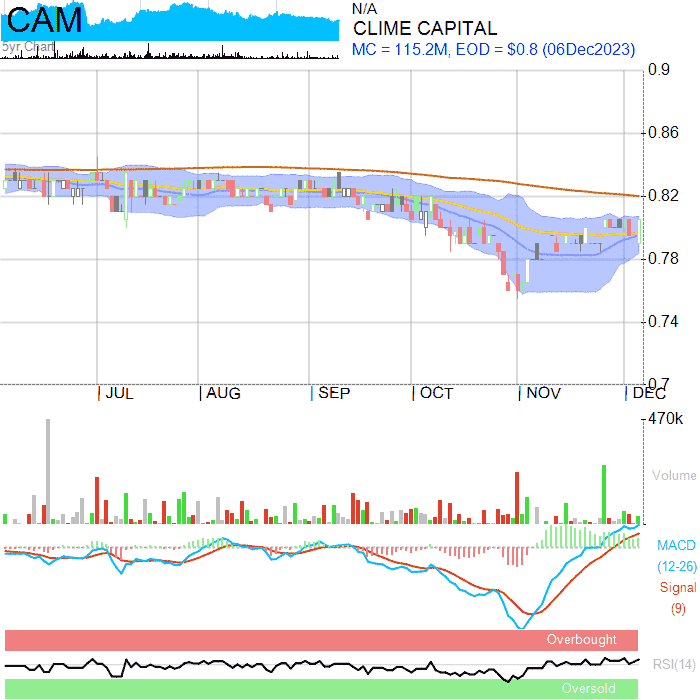 CAM
5yr Chart
N/A
CLIME CAPITAL
MC = 115.2M, EOD = $0.8 (06Dec2023)
0.9
0.86
0.82
0.78
0.74
0.7
JUL AUG SEP OCT NOV DEC
470k
Volume
MACD
(12-26)
Signal
(9)
Overbought
RSI(14)
Oversold